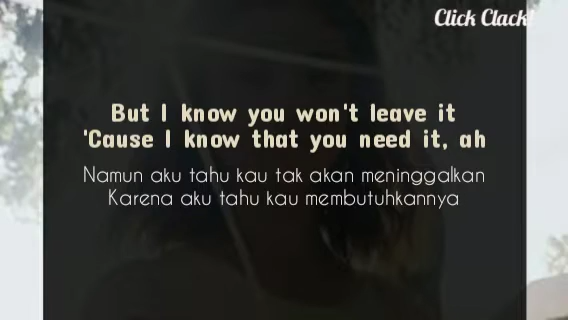 Click Clack!
But I know you won't leave it
'Cause I know that you need it, ah
Namun aku tahu kau tak akan meninggalkan
Karena aku tahu kau membutuhkannya